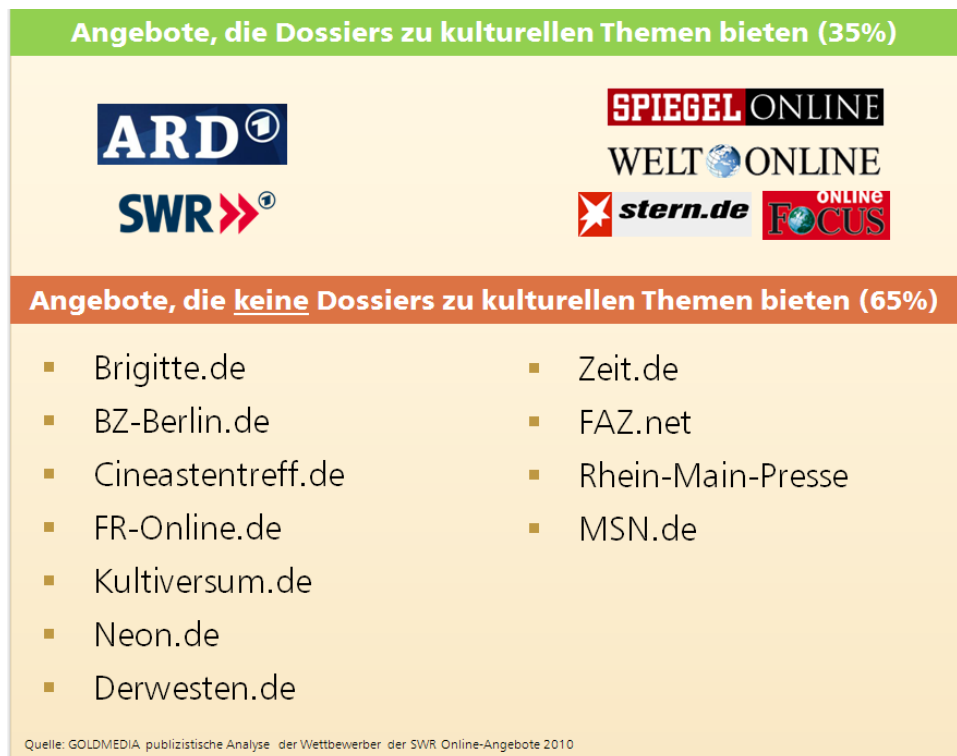 Angebote, die Dossiers zu kulturellen Themen bieten (35%)
ARD 1
SWR» 1
SPIEGEL ONLINE
WELT ONLINE
stern.de
ONLINE
FOCUS
Angebote, die keine Dossiers zu kulturellen Themen bieten (65%)
▪ Brigitte.de
▪ BZ-Berlin.de
▪ Cineastentreff.de
▪ FR-Online.de
▪ Kultiversum.de
▪ Neon.de
▪ Derwesten.de
▪ Zeit.de
▪ FAZ.net
▪ Rhein-Main-Presse
▪ MSN.de
Quelle: GOLDMEDIA publizistische Analyse der Wettbewerber der SWR Online-Angebote 2010